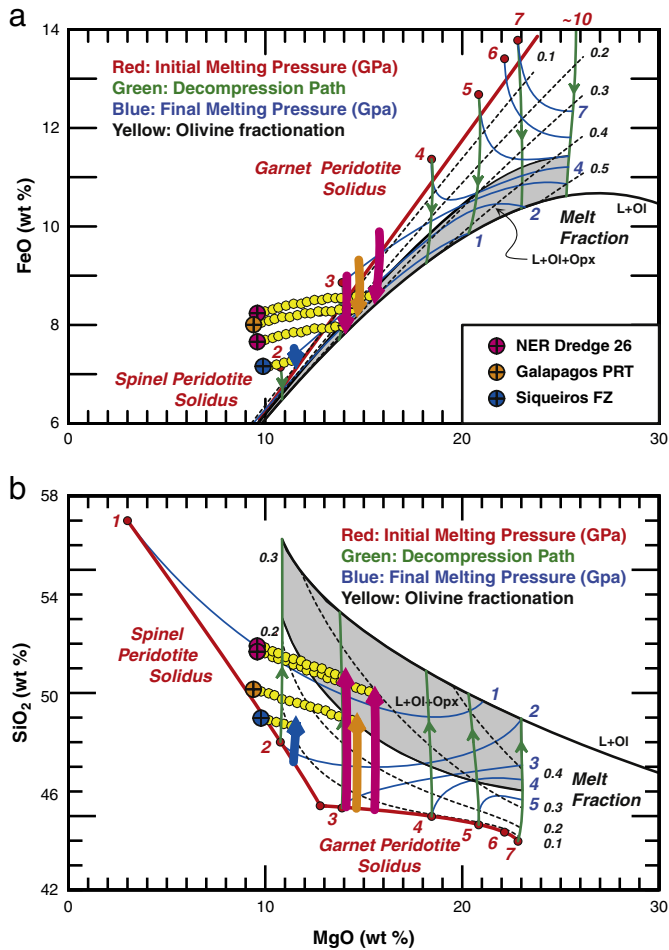 a
14
12
10
8
6
FeO (wt %)
Red: Initial Melting Pressure (GPa)
Green: Decompression Path
Blue: Final Melting Pressure (Gpa)
Yellow: Olivine fractionation
7
~10
6
0.1
0.2
5
0.3
7
4
0.4
4
0.5
Garnet Peridotite
Solidus
3
1
2
Melt
Fraction
L+Ol
L+Ol+Opx
2
Spinel Peridotite
Solidus
NER Dredge 26
Galapagos PRT
Siqueiros FZ
0
10
20
30
b
58
54
50
46
42
SiO2 (wt %)
1
Red: Initial Melting Pressure (GPa)
Green: Decompression Path
Blue: Final Melting Pressure (Gpa)
Yellow: Olivine fractionation
0.3
Spinel
Peridotite
Solidus
0.2
L+Ol+Opx
1
2
L+Ol
2
3
0.4
4
Melt
Fraction
5
0.3
3
4
5
6
7
0.2
0.1
Garnet Peridotite
Solidus
0
10
20
30
MgO (wt %)